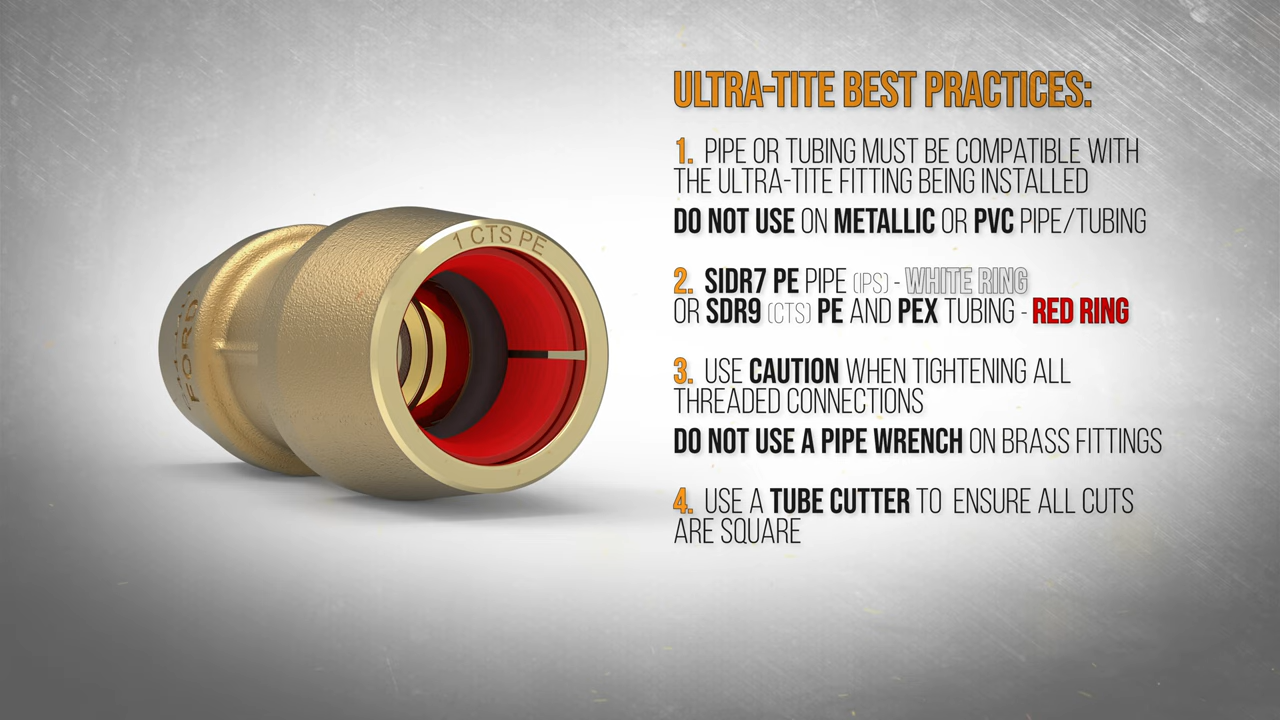 1 CTS PE
FORD
ULTRA-TITE BEST PRACTICES:
1. PIPE OR TUBING MUST BE COMPATIBLE WITH
THE ULTRA-TITE FITTING BEING INSTALLED
DO NOT USE ON METALLIC OR PVC PIPE/TUBING
2. SIDR7 PE PIPE (IPS) - WHITE RING
OR SDR9 (CTS) PE AND PEX TUBING - RED RING
3. USE CAUTION WHEN TIGHTENING ALL
THREADED CONNECTIONS
DO NOT USE A PIPE WRENCH ON BRASS FITTINGS
4. USE A TUBE CUTTER TO ENSURE ALL CUTS
ARE SQUARE